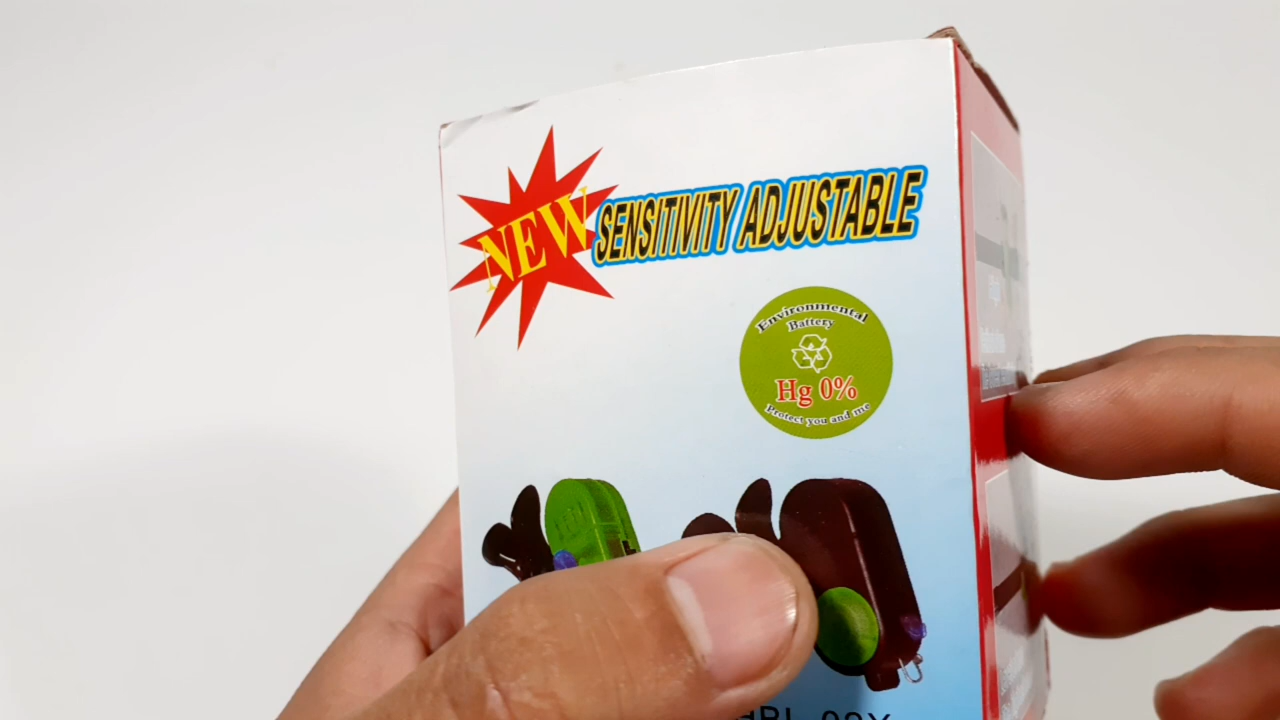 NEW
SENSITIVITY ADJUSTABLE
Environmental
Battery
Hg 0%
Protect you and me